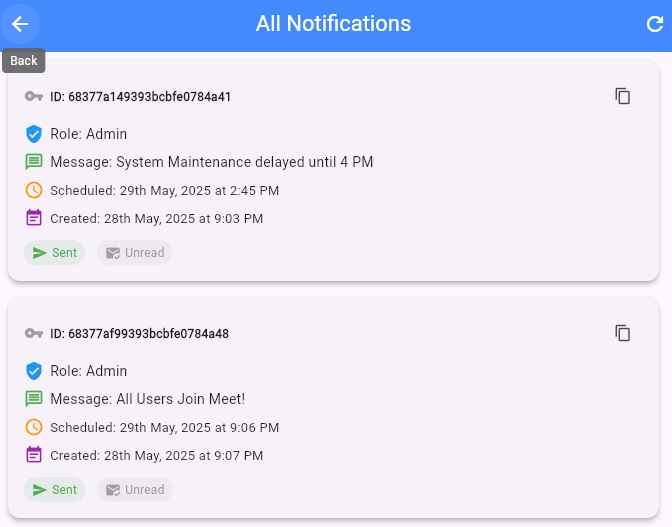 All Notifications
Back
ID: 68377a149393bcbfe0784a41
Role: Admin
Message: System Maintenance delayed until 4 PM
Scheduled: 29th May, 2025 at 2:45 PM
Created: 28th May, 2025 at 9:03 PM
Sent Unread
ID: 68377af99393bcbfe0784a48
Role: Admin
Message: All Users Join Meet!
Scheduled: 29th May, 2025 at 9:06 PM
Created: 28th May, 2025 at 9:07 PM
Sent Unread